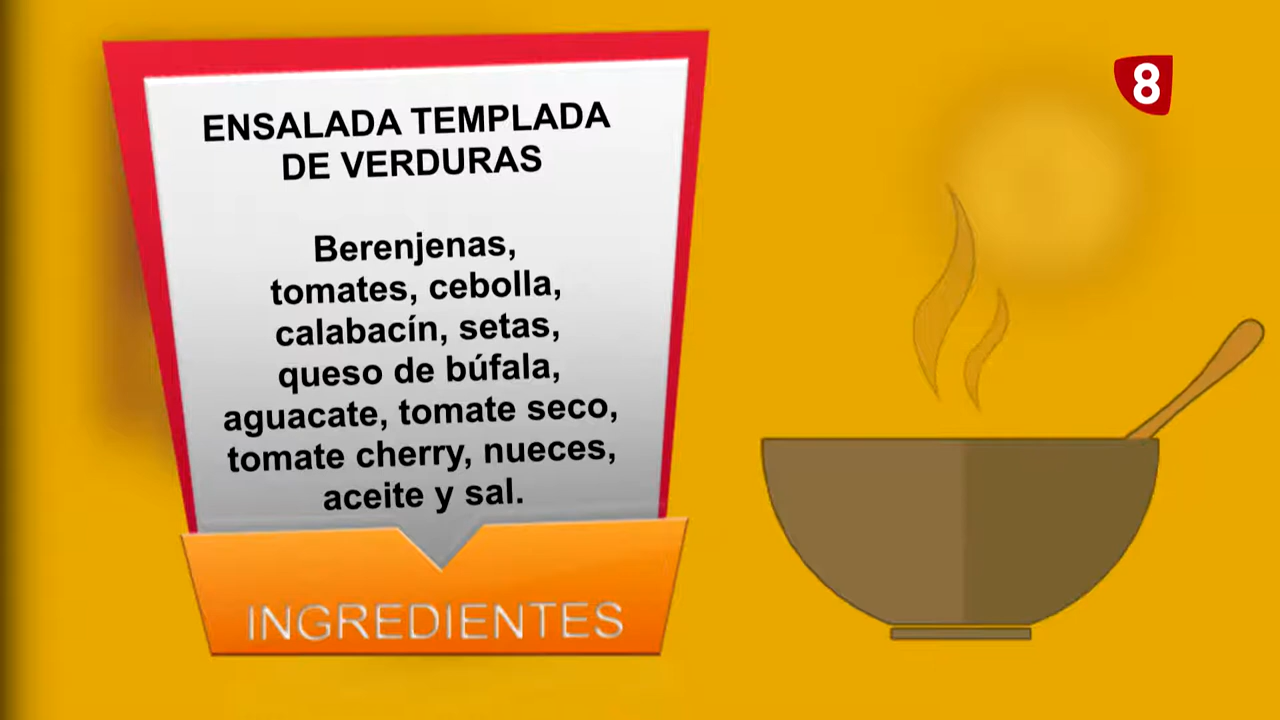 ENSALADA TEMPLADA
DE VERDURAS
Berenjenas,
tomates, cebolla,
calabacín, setas,
queso de búfala,
aguacate, tomate seco,
tomate cherry, nueces,
aceite y sal.
INGREDIENTES
8